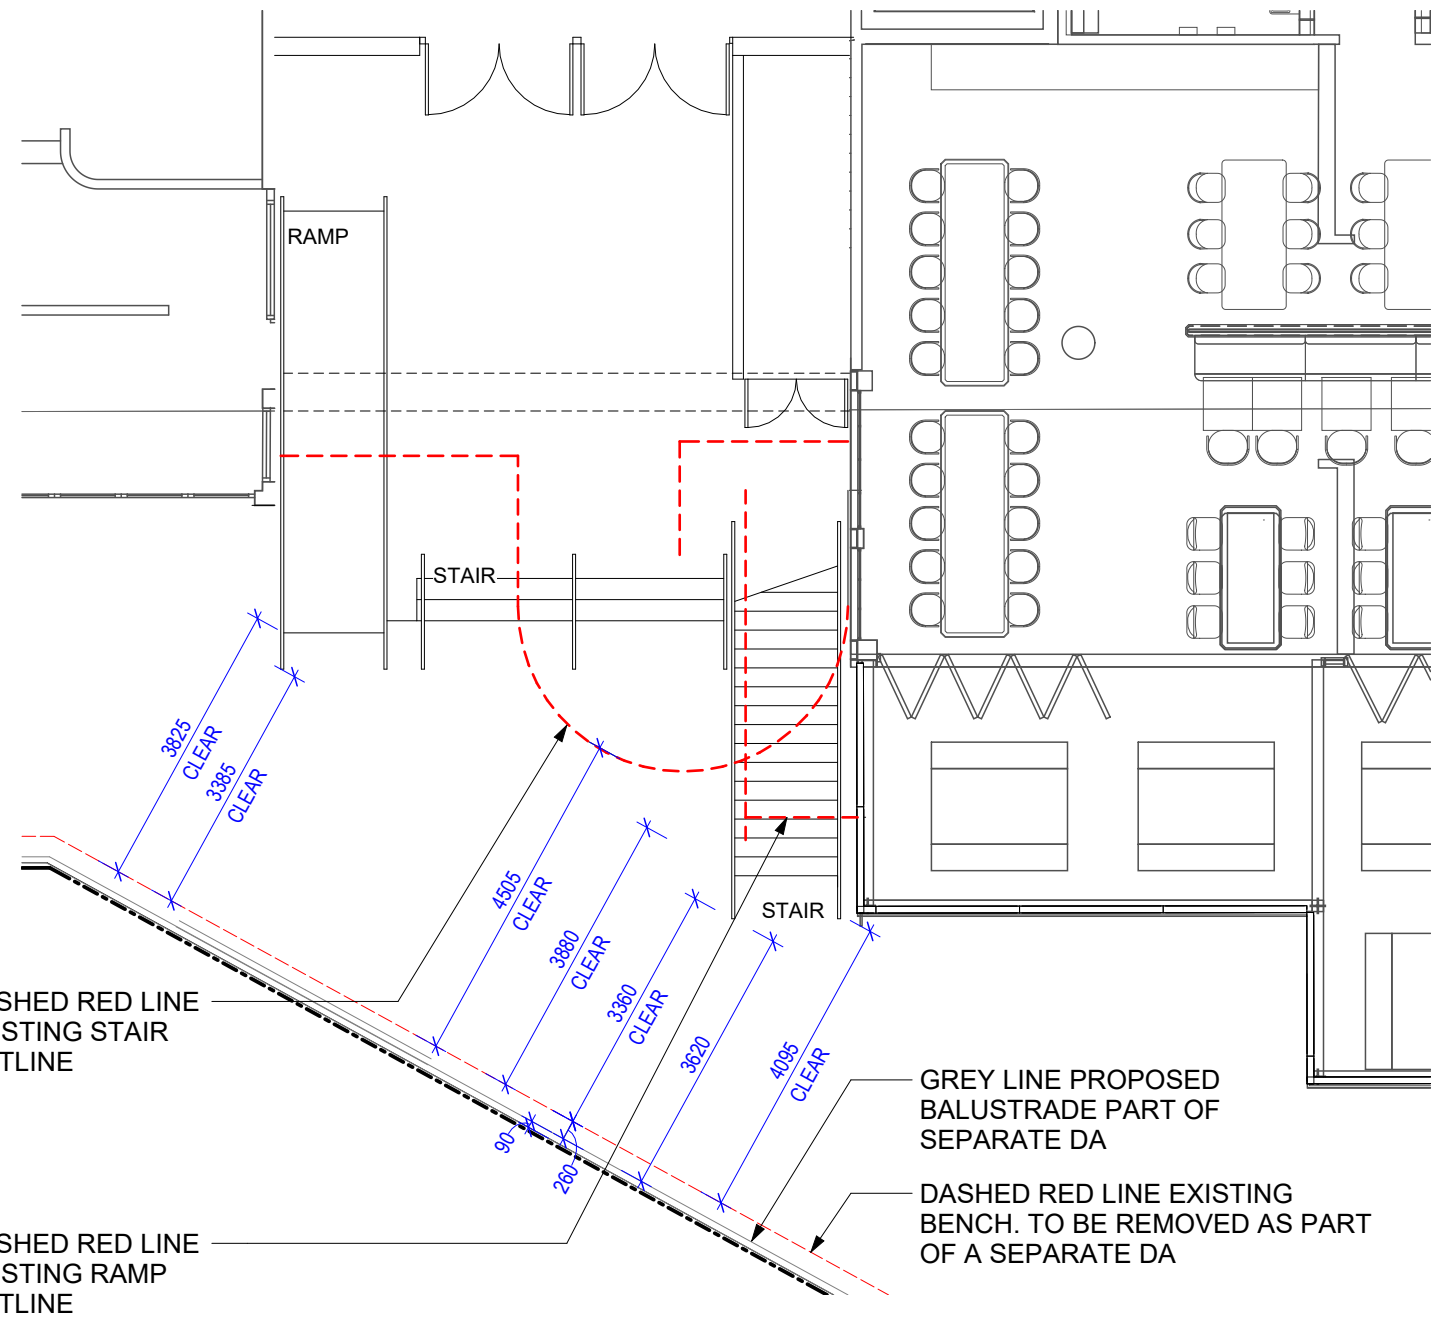 RAMP
STAIR
3825
CLEAR
3385
CLEAR
4505
CLEAR
3880
CLEAR
3360
CLEAR
3620
4095
CLEAR
90
260
STAIR
SHED RED LINE
ISTING STAIR
TLINE
SHED RED LINE
ISTING RAMP
TLINE
GREY LINE PROPOSED
BALUSTRADE PART OF
SEPARATE DA
DASHED RED LINE EXISTING
BENCH. TO BE REMOVED AS PART
OF A SEPARATE DA